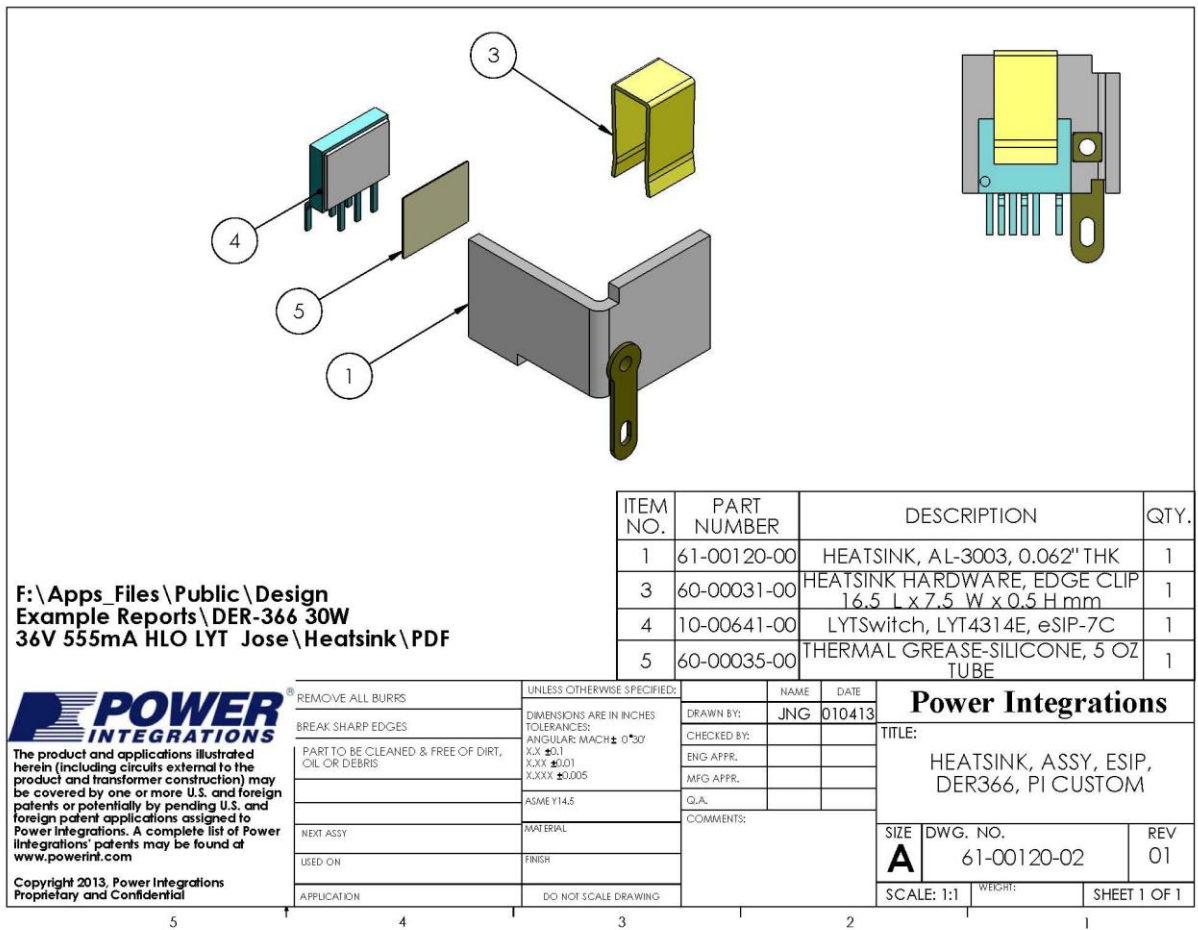 3
4
5
1
ITEM NO.
PART NUMBER
DESCRIPTION
QTY.
1 61-00120-00 HEATSINK, AL-3003, 0.062" THK 1
3 60-00031-00 HEATSINK HARDWARE, EDGE CLIP
16.5 L x 7.5 W x 0.5 H mm 1
4 10-00641-00 LYTSwitch, LYT4314E, eSIP-7C 1
5 60-00035-00 THERMAL GREASE-SILICONE, 5 OZ
TUBE 1
F:\Apps_Files\Public\Design
Example Reports\DER-366 30W
36V 555mA HLO LYT Jose\Heatsink\PDF
POWER
INTEGRATIONS
®
The product and applications illustrated
herein (including circuits external to the
product and transformer construction) may
be covered by one or more U.S. and foreign
patents or potentially by pending U.S. and
foreign patent applications assigned to
Power Integrations. A complete list of Power
iIntegrations' patents may be found at
www.powerint.com
Copyright 2013, Power Integrations
Proprietary and Confidential
REMOVE ALL BURRS
BREAK SHARP EDGES
PART TO BE CLEANED & FREE OF DIRT,
OIL OR DEBRIS
NEXT ASSY
USED ON
APPLICATION
UNLESS OTHERWISE SPECIFIED:
DIMENSIONS ARE IN INCHES
TOLERANCES:
ANGULAR: MACH± 0°30'
X.X ±0.1
X.XX ±0.01
X.XXX ±0.005
ASME Y14.5
MATERIAL
FINISH
DO NOT SCALE DRAWING
NAME DATE
DRAWN BY: JNG 010413
CHECKED BY:
ENG APPR.
MFG APPR.
Q.A.
COMMENTS:
Power Integrations
TITLE:
HEATSINK, ASSY, ESIP,
DER366, PI CUSTOM
SIZE
A
DWG. NO.
61-00120-02
REV
01
SCALE: 1:1
WEIGHT:
SHEET 1 OF 1
5 4 3 2 1